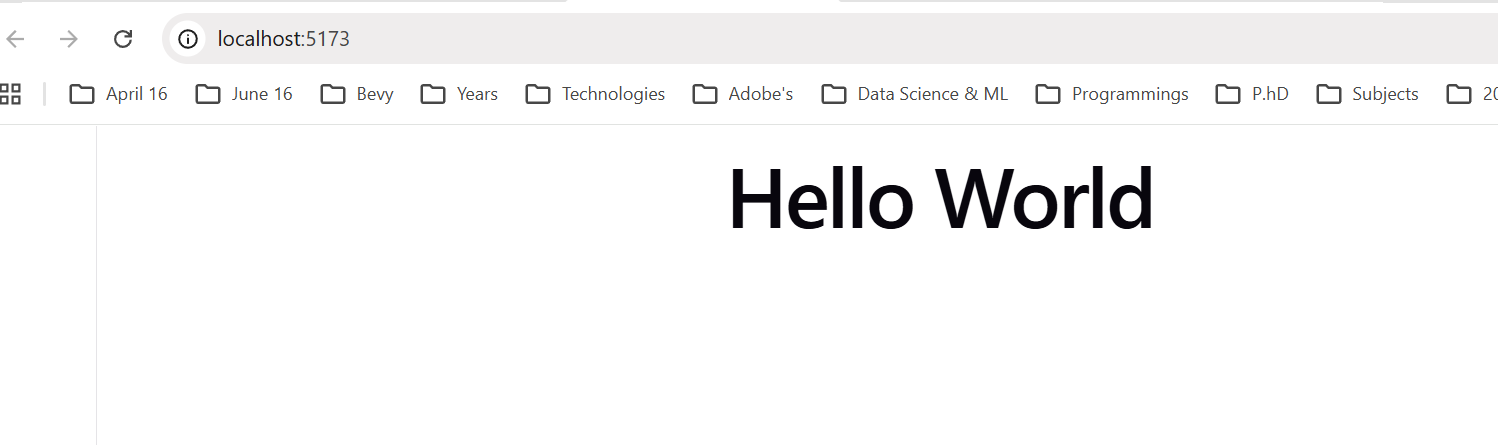 localhost:5173
April 16 June 16 Bevy Years Technologies Adobe's Data Science & ML Programmings P.hD Subjects
Hello World